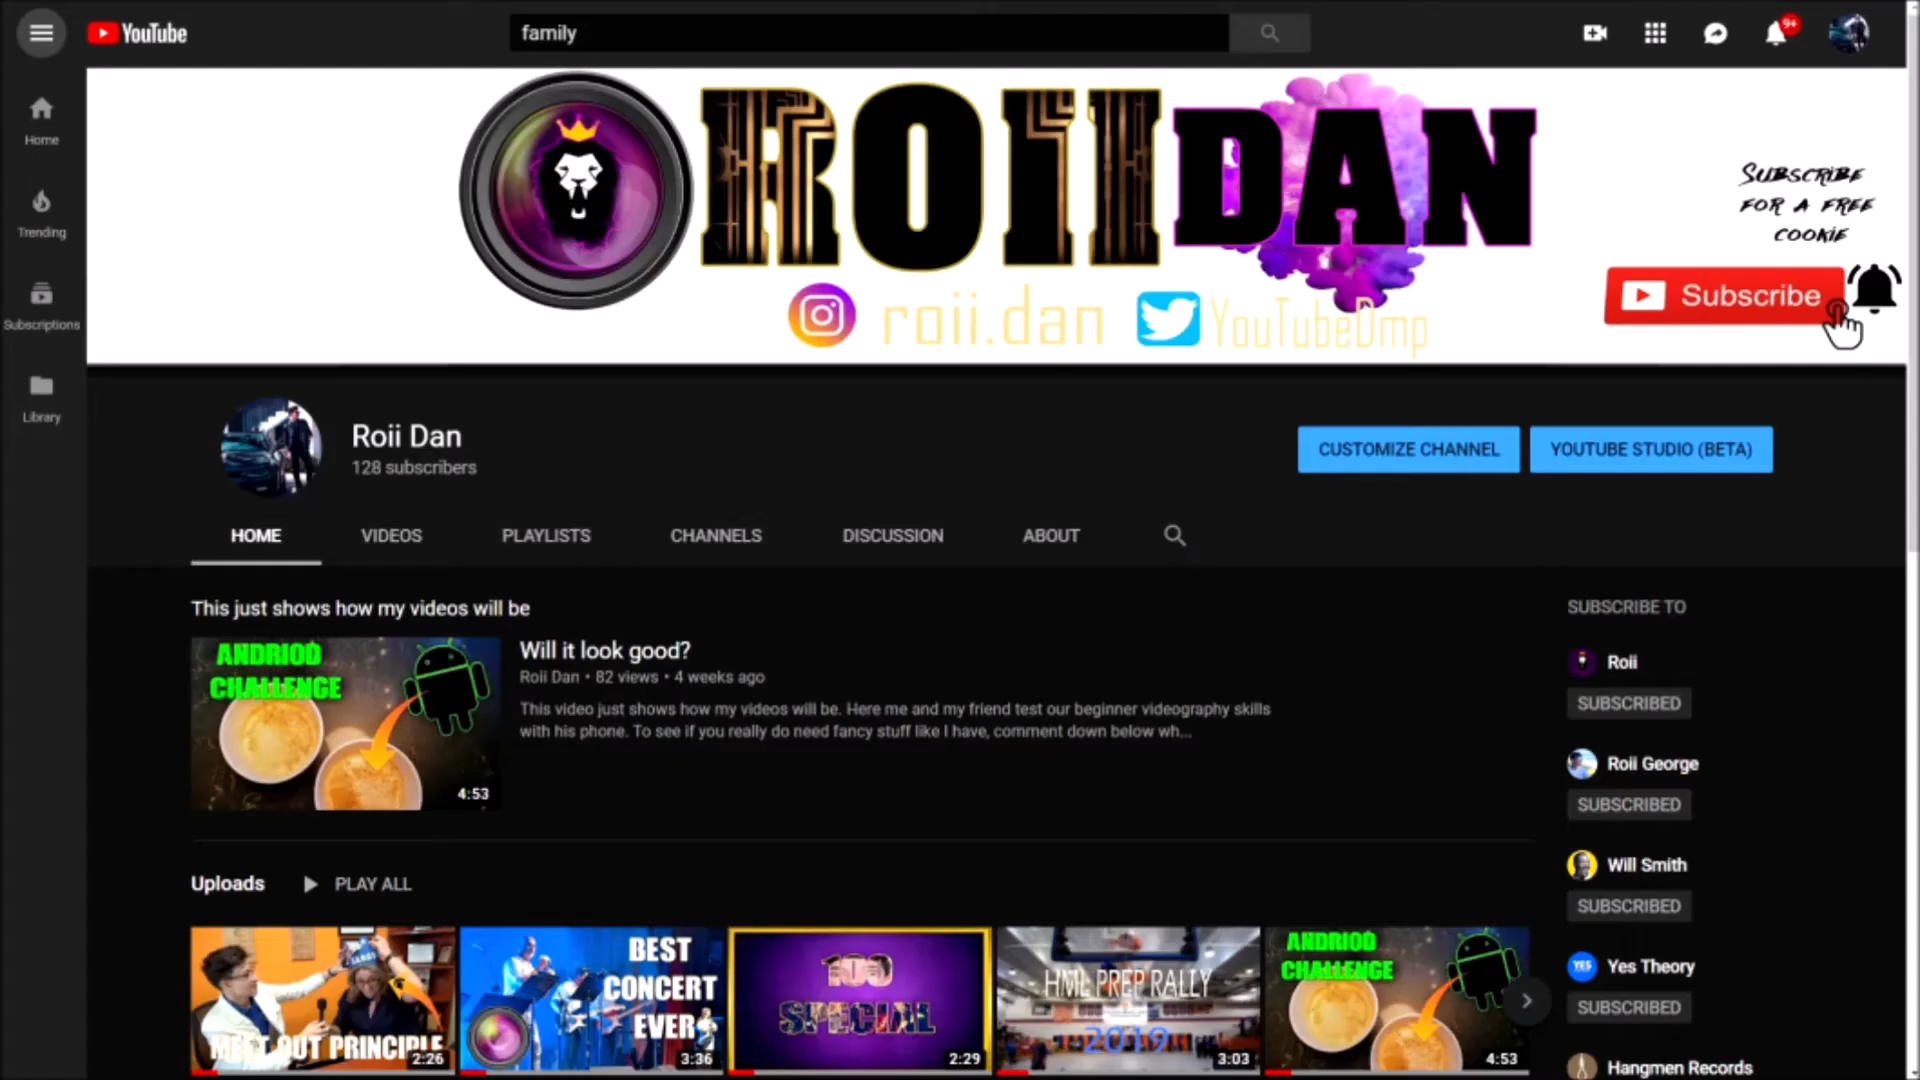 YouTube
family
9+
Home
Trending
Subscriptions
Library
ROII DAN
roii.dan
YouTubeDmp
Subscribe
for a free
cookie
Subscribe
Roii Dan
128 subscribers
CUSTOMIZE CHANNEL
YOUTUBE STUDIO (BETA)
HOME
VIDEOS
PLAYLISTS
CHANNELS
DISCUSSION
ABOUT
This just shows how my videos will be
ANDRIOD
CHALLENGE
4:53
Will it look good?
Roii Dan • 82 views • 4 weeks ago
This video just shows how my videos will be. Here me and my friend test our beginner videography skills
with his phone. To see if you really do need fancy stuff like I have, comment down below wh...
Uploads
PLAY ALL
MEET OUT PRINCIPLE
2:26
BEST
CONCERT
EVER
3:36
100
SPECIAL
2:29
HML PREP RALLY
2019
3:03
ANDRIOD
CHALLENGE
4:53
SUBSCRIBE TO
Roii
SUBSCRIBED
Roii George
SUBSCRIBED
Will Smith
SUBSCRIBED
YES
Yes Theory
SUBSCRIBED
Hangmen Records